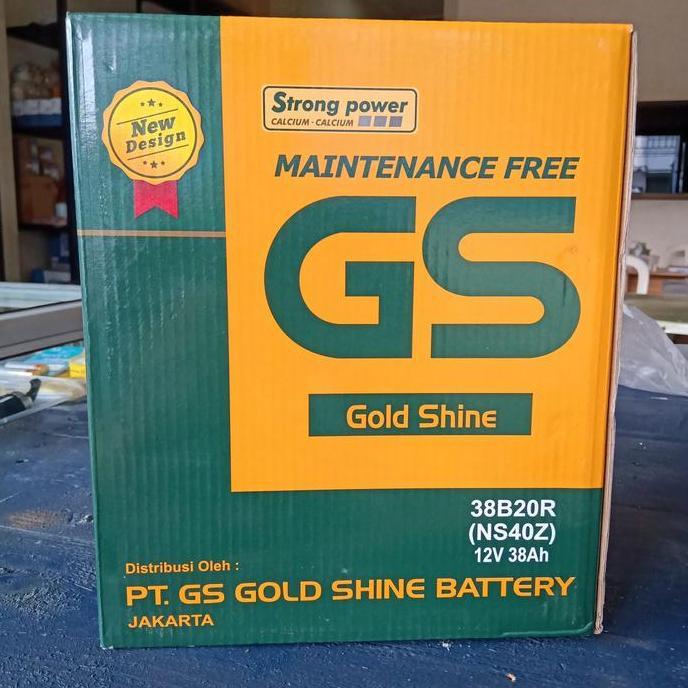 New
Design
Strong power
CALCIUM - CALCIUM
MAINTENANCE FREE
GS
Gold Shine
38B20R
(NS40Z)
12V 38Ah
Distribusi Oleh :
PT. GS GOLD SHINE BATTERY
JAKARTA